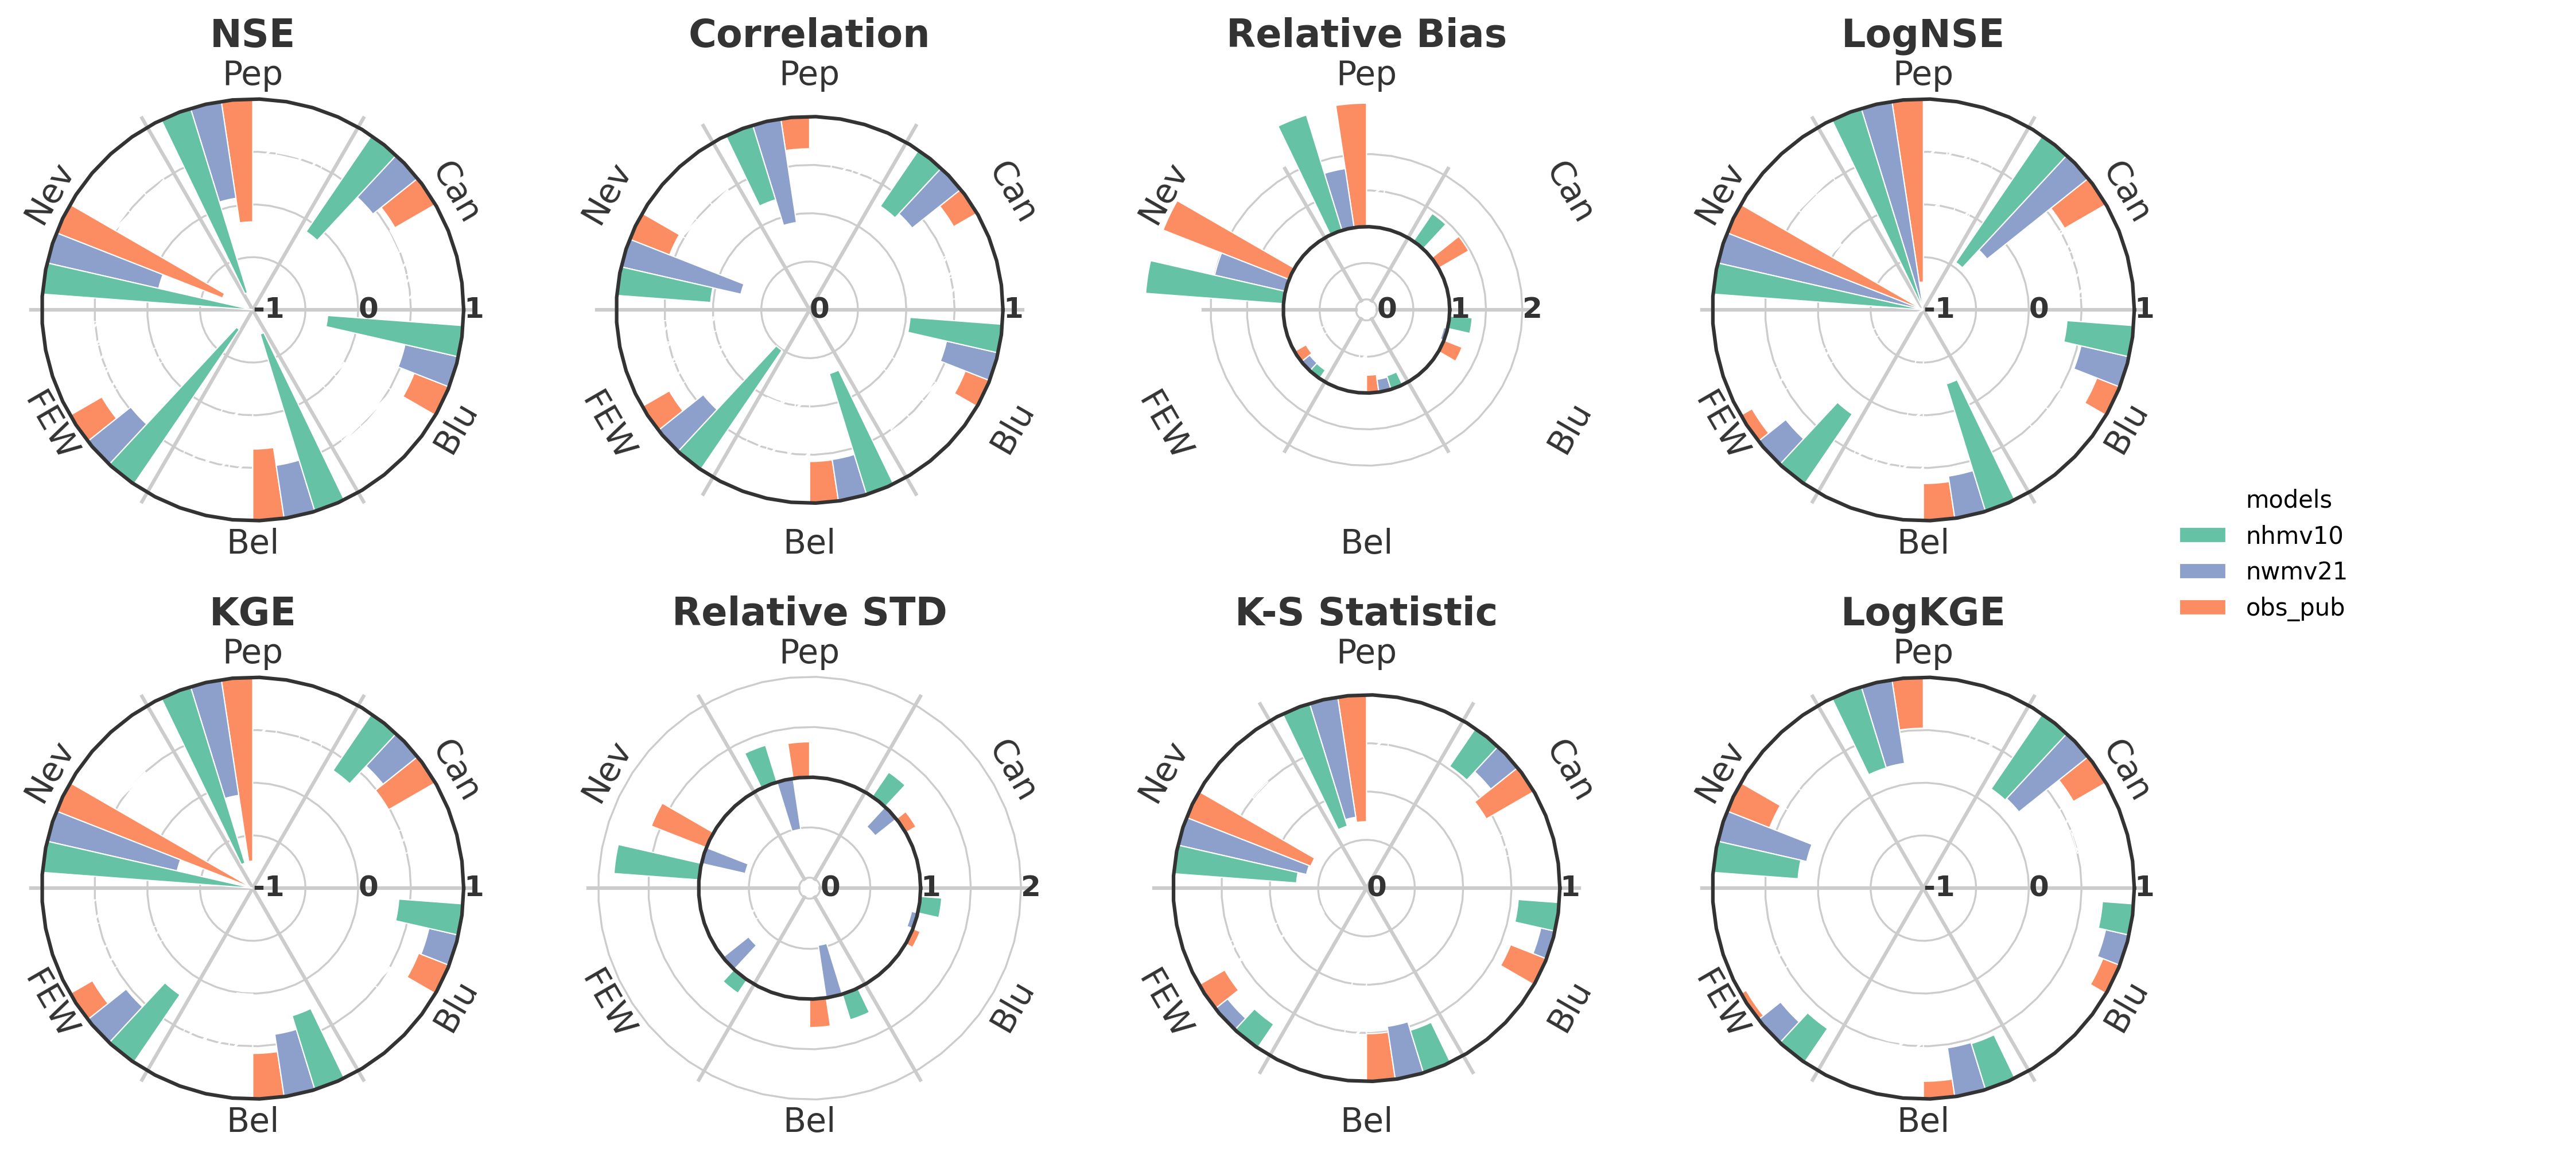 NSE
Pep
Can
Nev
-1 0 1
FEW
Blu
Bel
Correlation
Pep
Can
Nev
0 1
FEW
Blu
Bel
Relative Bias
Pep
Can
Nev
0 1 2
FEW
Blu
Bel
LogNSE
Pep
Can
Nev
-1 0 1
FEW
Blu
Bel
models
nhmv10
nwmv21
obs_pub
KGE
Pep
Can
Nev
-1 0 1
FEW
Blu
Bel
Relative STD
Pep
Can
Nev
0 1 2
FEW
Blu
Bel
K-S Statistic
Pep
Can
Nev
0 1
FEW
Blu
Bel
LogKGE
Pep
Can
Nev
-1 0 1
FEW
Blu
Bel